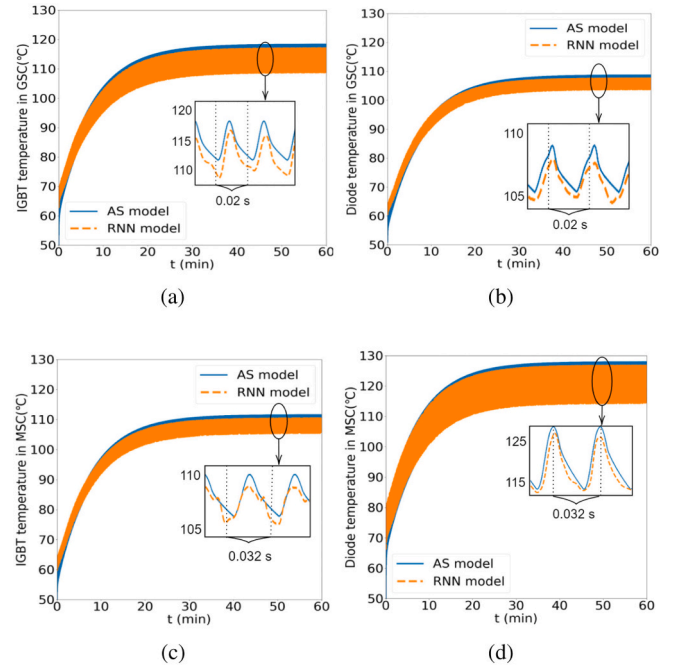 130
120
110
100
90
80
70
60
50
IGBT temperature in GSC(℃)
120
115
110
0.02 s
AS model
RNN model
0 10 20 30 40 50 60
t (min)
(a)
130
120
110
100
90
80
70
60
50
Diode temperature in GSC(℃)
AS model
RNN model
110
105
0.02 s
0 10 20 30 40 50 60
t (min)
(b)
130
120
110
100
90
80
70
60
50
IGBT temperature in MSC(℃)
AS model
RNN model
110
105
0.032 s
0 10 20 30 40 50 60
t (min)
(c)
130
120
110
100
90
80
70
60
50
Diode temperature in MSC(℃)
125
115
0.032 s
AS model
RNN model
0 10 20 30 40 50 60
t (min)
(d)